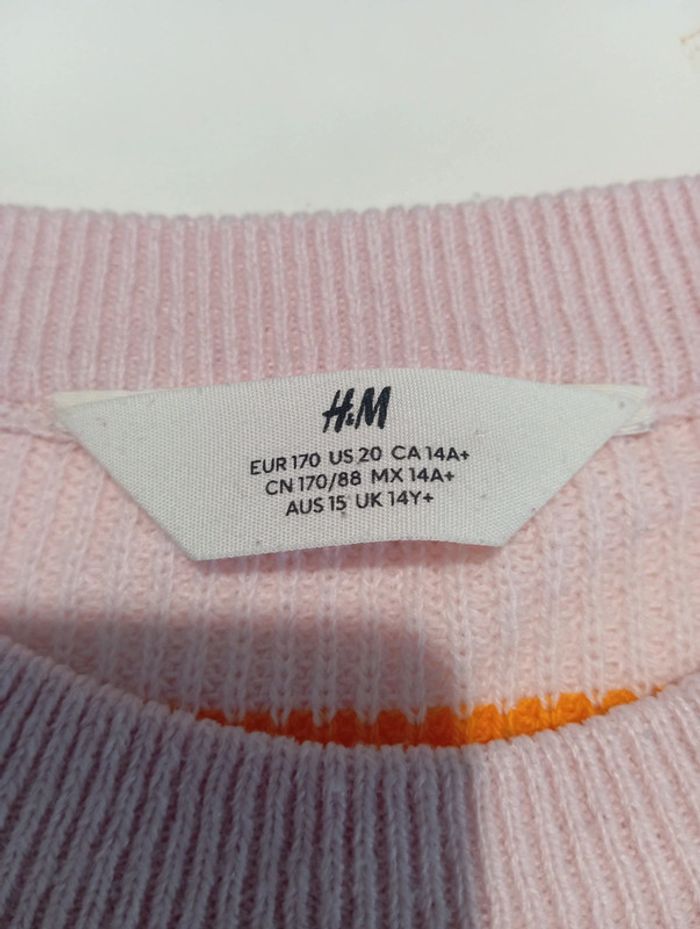 H&M
EUR 170 US 20 CA 14A+
CN 170/88 MX 14A+
AUS 15 UK 14Y+